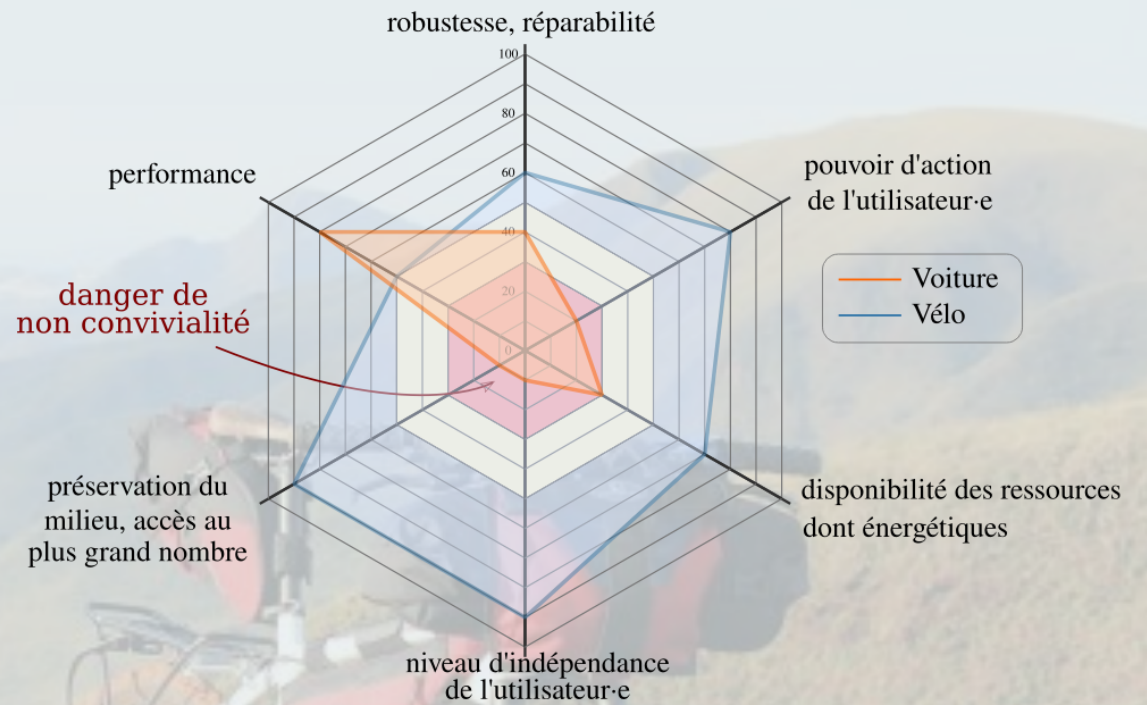 robustesse, réparabilité
100
80
60
40
20
0
performance
pouvoir d'action
de l'utilisateur·e
danger de
non convivialité
Voiture
Vélo
préservation du
milieu, accès au
plus grand nombre
disponibilité des ressources
dont énergétiques
niveau d'indépendance
de l'utilisateur·e